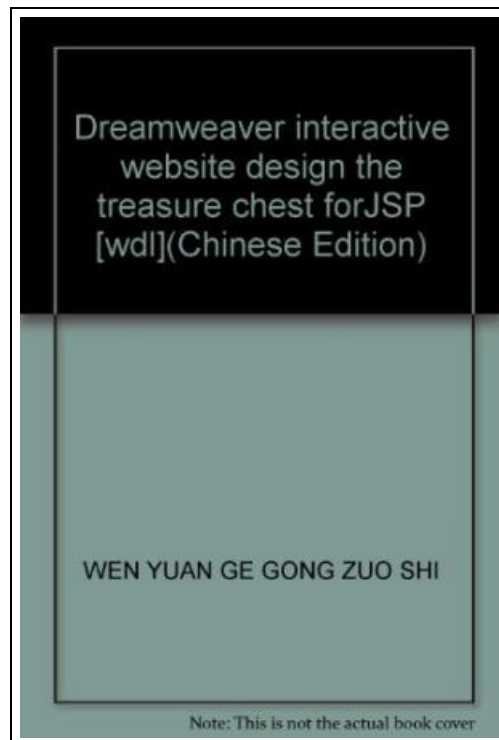 Dreamweaver interactive
website design the
treasure chest forJSP
[wdl](Chinese Edition)
WEN YUAN GE GONG ZUO SHI
Note: This is not the actual book cover